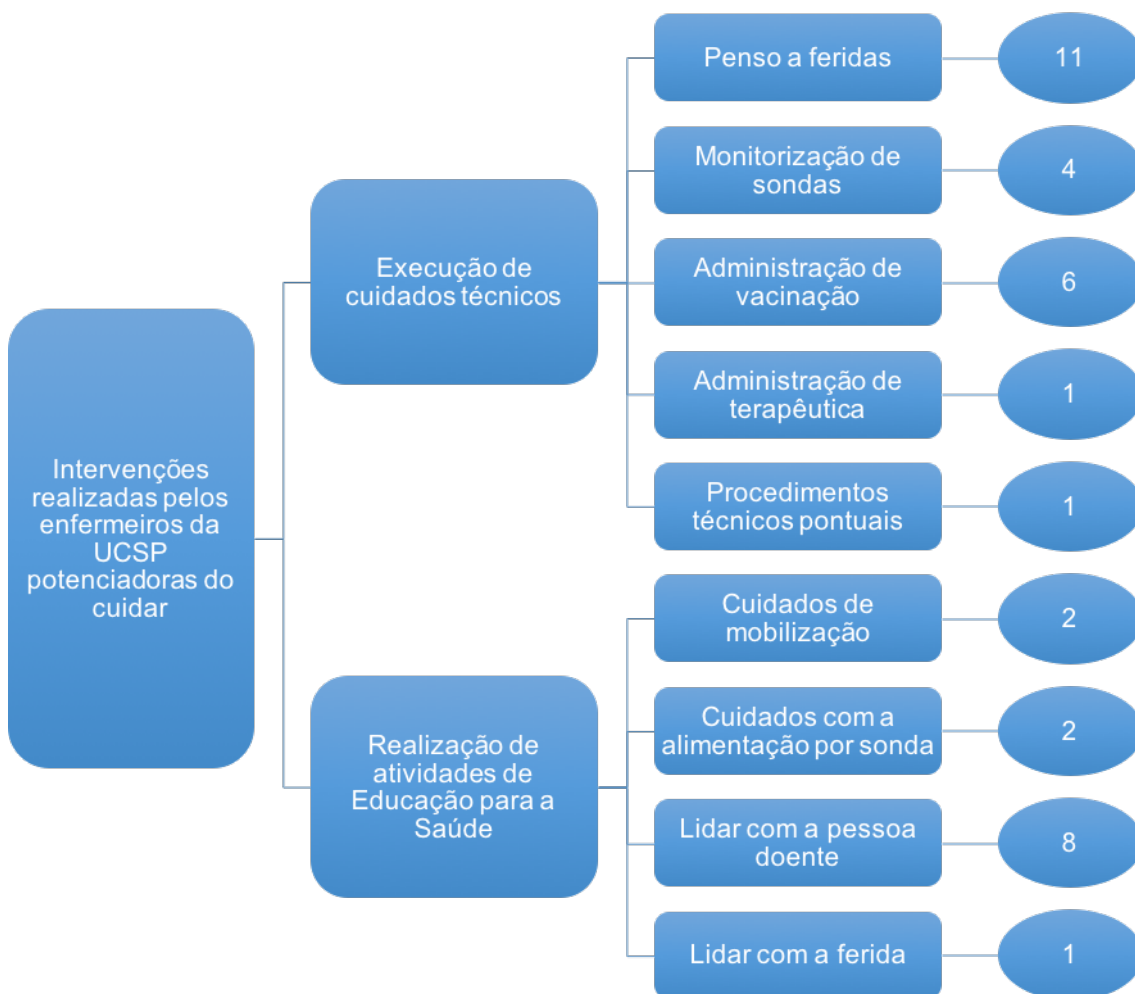 Intervenções
realizadas pelos
enfermeiros da
UCSP
potenciadoras do
cuidar
Execução de
cuidados técnicos
Penso a feridas
11
Monitorização de
sondas
4
Administração de
vacinação
6
Administração de
terapêutica
1
Procedimentos
técnicos pontuais
1
Realização de
atividades de
Educação para a
Saúde
Cuidados de
mobilização
2
Cuidados com a
alimentação por sonda
2
Lidar com a pessoa
doente
8
Lidar com a ferida
1